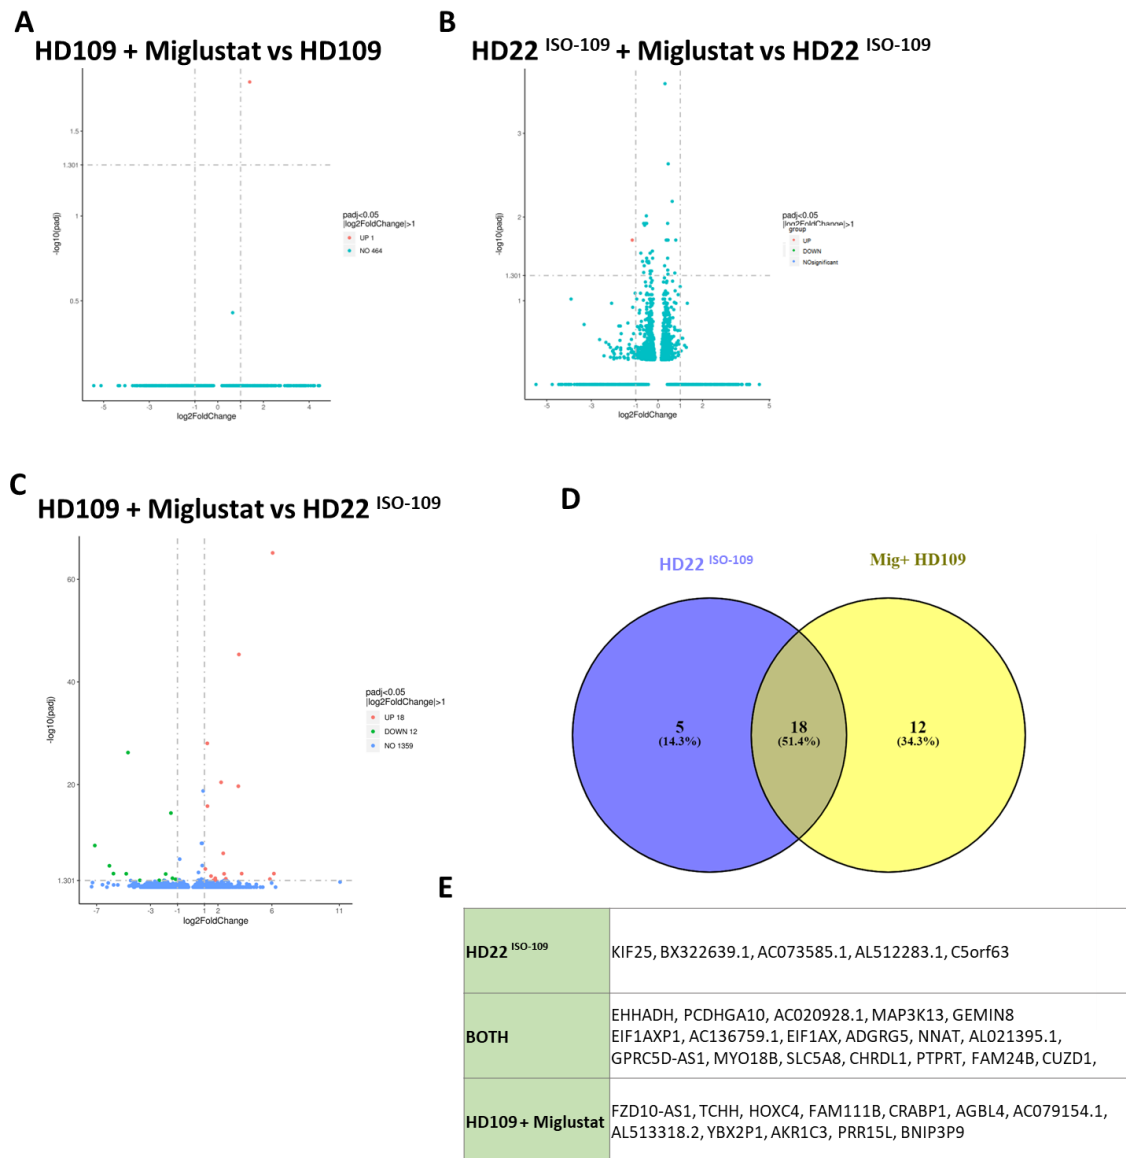 A
HD109 + Miglustat vs HD109
-log10(padj)
1.5
1.301
1
0.5
-5
-3
-1
0
1
2
4
log2FoldChange
padj<0.05
|log2FoldChange|>1
UP 1
NO 464
B
HD22 ISO-109 + Miglustat vs HD22 ISO-109
-log10(padj)
3
2
1.301
1
-5
-3
-1
0
1
2
5
log2FoldChange
padj<0.05
|log2FoldChange|>1
group
UP
DOWN
NOsignificant
C
HD109 + Miglustat vs HD22 ISO-109
-log10(padj)
60
40
20
1.301
-7
-3
-1
1
2
6
11
log2FoldChange
padj<0.05
|log2FoldChange|>1
UP 18
DOWN 12
NO 1359
D
HD22 ISO-109
Mig+ HD109
5
(14.3%)
18
(51.4%)
12
(34.3%)
E
HD22 ISO-109
KIF25, BX322639.1, AC073585.1, AL512283.1, C5orf63
BOTH
EHHADH, PCDHGA10, AC020928.1, MAP3K13, GEMIN8
EIF1AXP1, AC136759.1, EIF1AX, ADGRG5, NNAT, AL021395.1,
GPRC5D-AS1, MYO18B, SLC5A8, CHRDL1, PTPRT, FAM24B, CUZD1,
HD109 + Miglustat
FZD10-AS1, TCHH, HOXC4, FAM111B, CRABP1, AGBL4, AC079154.1,
AL513318.2, YBX2P1, AKR1C3, PRR15L, BNIP3P9